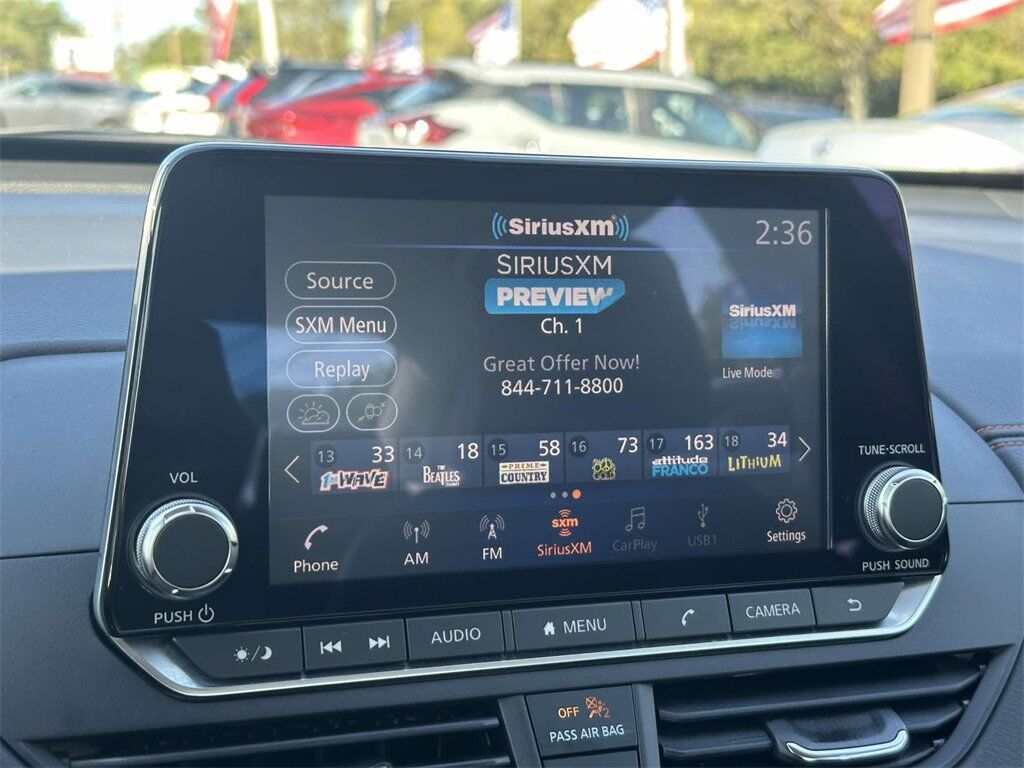 SiriusXM
2:36
SIRIUSXM
PREVIEW
Ch. 1
Source
SXM Menu
Replay
Great Offer Now!
844-711-8800
SiriusXM
Live Mode
13 33
1st WAVE
14 18
THE BEATLES CHANNEL
15 58
PRIME COUNTRY
16 73
17 163
attitude FRANCO
18 34
LITHIUM
Phone
AM
FM
sxm
SiriusXM
CarPlay
USB1
Settings
VOL
PUSH
TUNE·SCROLL
PUSH SOUND
AUDIO
MENU
CAMERA
OFF 2
PASS AIR BAG